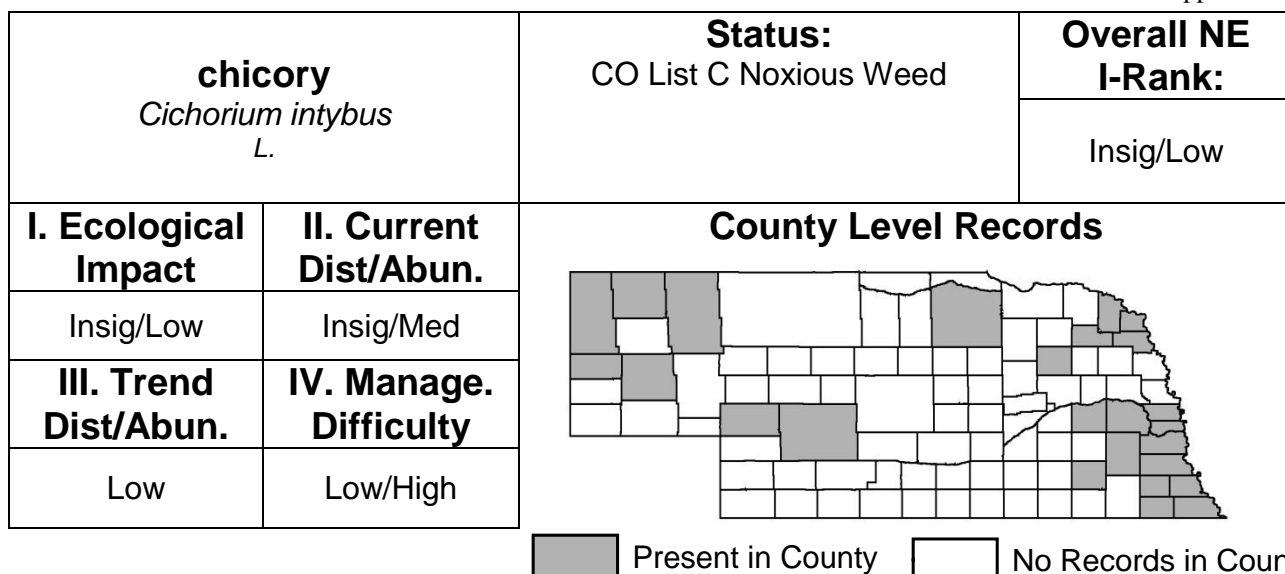 chicory
Cichorium intybus
L.
Status:
CO List C Noxious Weed
Overall NE
I-Rank:
Insig/Low
I. Ecological
Impact
II. Current
Dist/Abun.
Insig/Low
Insig/Med
III. Trend
Dist/Abun.
IV. Manage.
Difficulty
Low
Low/High
County Level Records
Present in County
No Records in Coun